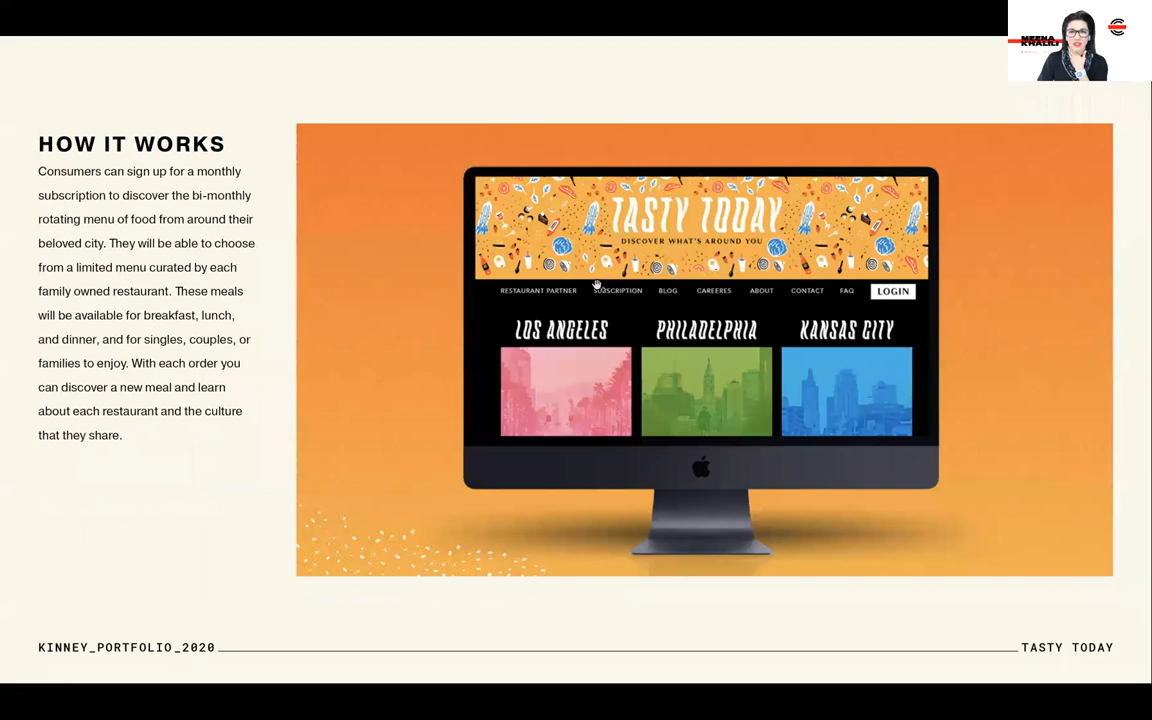 MEENA
KHALILI
HOW IT WORKS
Consumers can sign up for a monthly
subscription to discover the bi-monthly
rotating menu of food from around their
beloved city. They will be able to choose
from a limited menu curated by each
family owned restaurant. These meals
will be available for breakfast, lunch,
and dinner, and for singles, couples, or
families to enjoy. With each order you
can discover a new meal and learn
about each restaurant and the culture
that they share.
TASTY TODAY
DISCOVER WHAT'S AROUND YOU
RESTAURANT PARTNER SUBSCRIPTION BLOG CAREERES ABOUT CONTACT FAQ LOGIN
LOS ANGELES PHILADELPHIA KANSAS CITY
KINNEY_PORTFOLIO_2020 TASTY TODAY